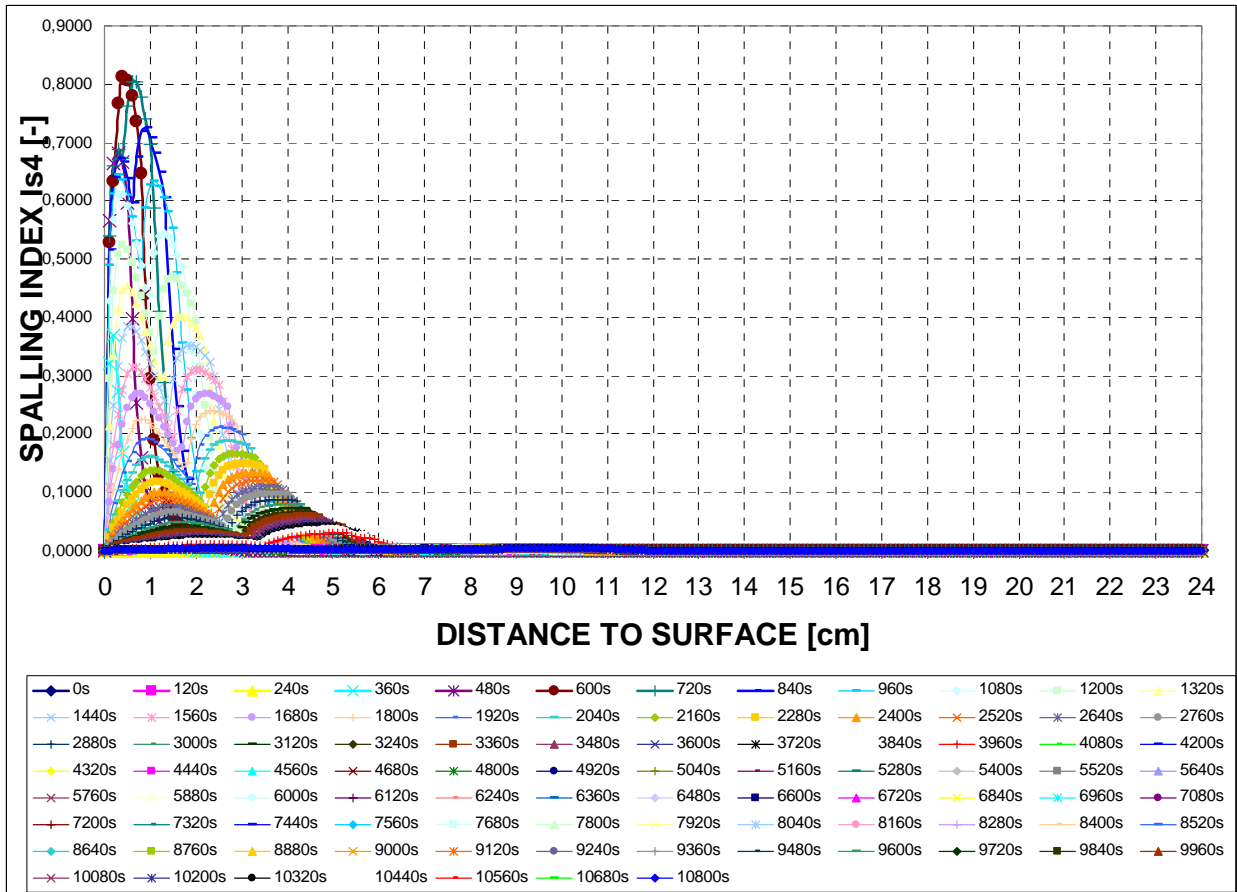 SPALLING INDEX Is4 [-]
0,9000
0,8000
0,7000
0,6000
0,5000
0,4000
0,3000
0,2000
0,1000
0,0000
0 1 2 3 4 5 6 7 8 9 10 11 12 13 14 15 16 17 18 19 20 21 22 23 24
DISTANCE TO SURFACE [cm]
0s 120s 240s 360s 480s 600s 720s 840s 960s 1080s 1200s 1320s
1440s 1560s 1680s 1800s 1920s 2040s 2160s 2280s 2400s 2520s 2640s 2760s
2880s 3000s 3120s 3240s 3360s 3480s 3600s 3720s 3840s 3960s 4080s 4200s
4320s 4440s 4560s 4680s 4800s 4920s 5040s 5160s 5280s 5400s 5520s 5640s
5760s 5880s 6000s 6120s 6240s 6360s 6480s 6600s 6720s 6840s 6960s 7080s
7200s 7320s 7440s 7560s 7680s 7800s 7920s 8040s 8160s 8280s 8400s 8520s
8640s 8760s 8880s 9000s 9120s 9240s 9360s 9480s 9600s 9720s 9840s 9960s
10080s 10200s 10320s 10440s 10560s 10680s 10800s